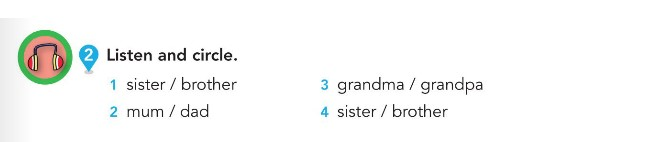 2 Listen and circle.
1 sister / brother
2 mum / dad
3 grandma / grandpa
4 sister / brother